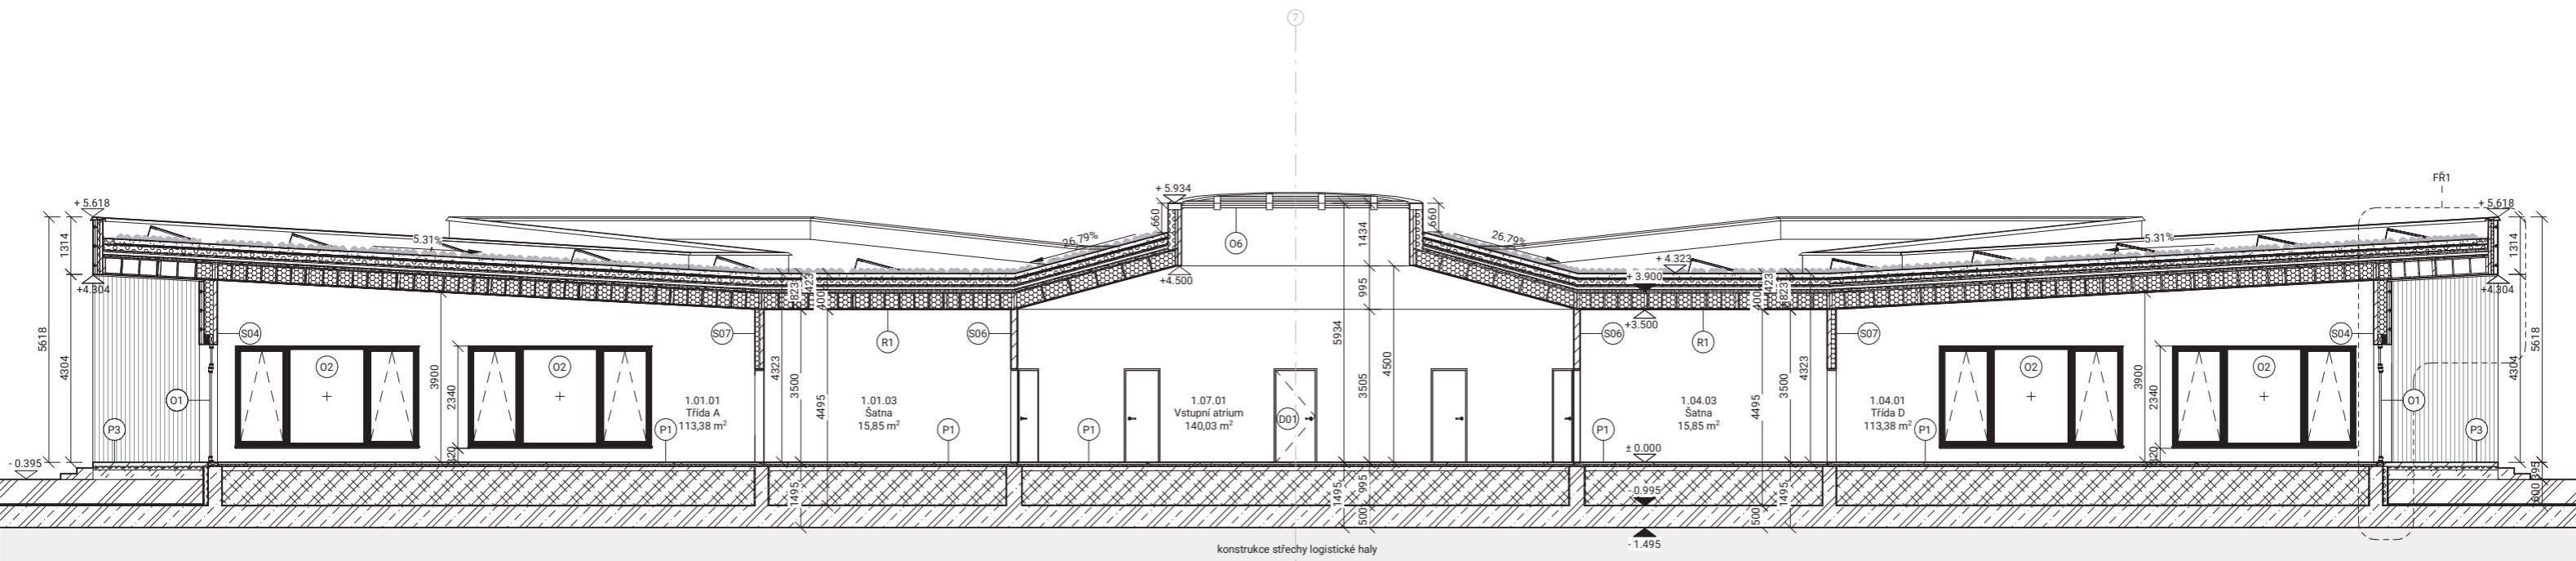 7
FŘ1
+ 5.934
+ 5.618
+ 5.618
660
660
1434
O6
1314
1314
5.31%
26.79%
26.79%
5.31%
+ 4.323
+ 3.900
+4.304
+4.500
+4.304
823
423
400
995
400
423
823
+3.500
S04
S07
R1
S06
S06
R1
S07
S04
5618
4304
O2
O2
3900
2340
4323
3500
4495
5934
3505
4500
4495
3500
4323
O2
O2
3900
2340
4304
5618
O1
1.01.01
Třída A
113,38 m²
1.01.03
Šatna
15,85 m²
1.07.01
Vstupní atrium
140,03 m²
D01
1.04.03
Šatna
15,85 m²
1.04.01
Třída D
113,38 m²
O1
P3
P1
P1
P1
P1
P1
P3
820
± 0.000
820
- 0.395
1495
1495
995
500
- 0.995
500
1495
395
600
- 1.495
konstrukce střechy logistické haly